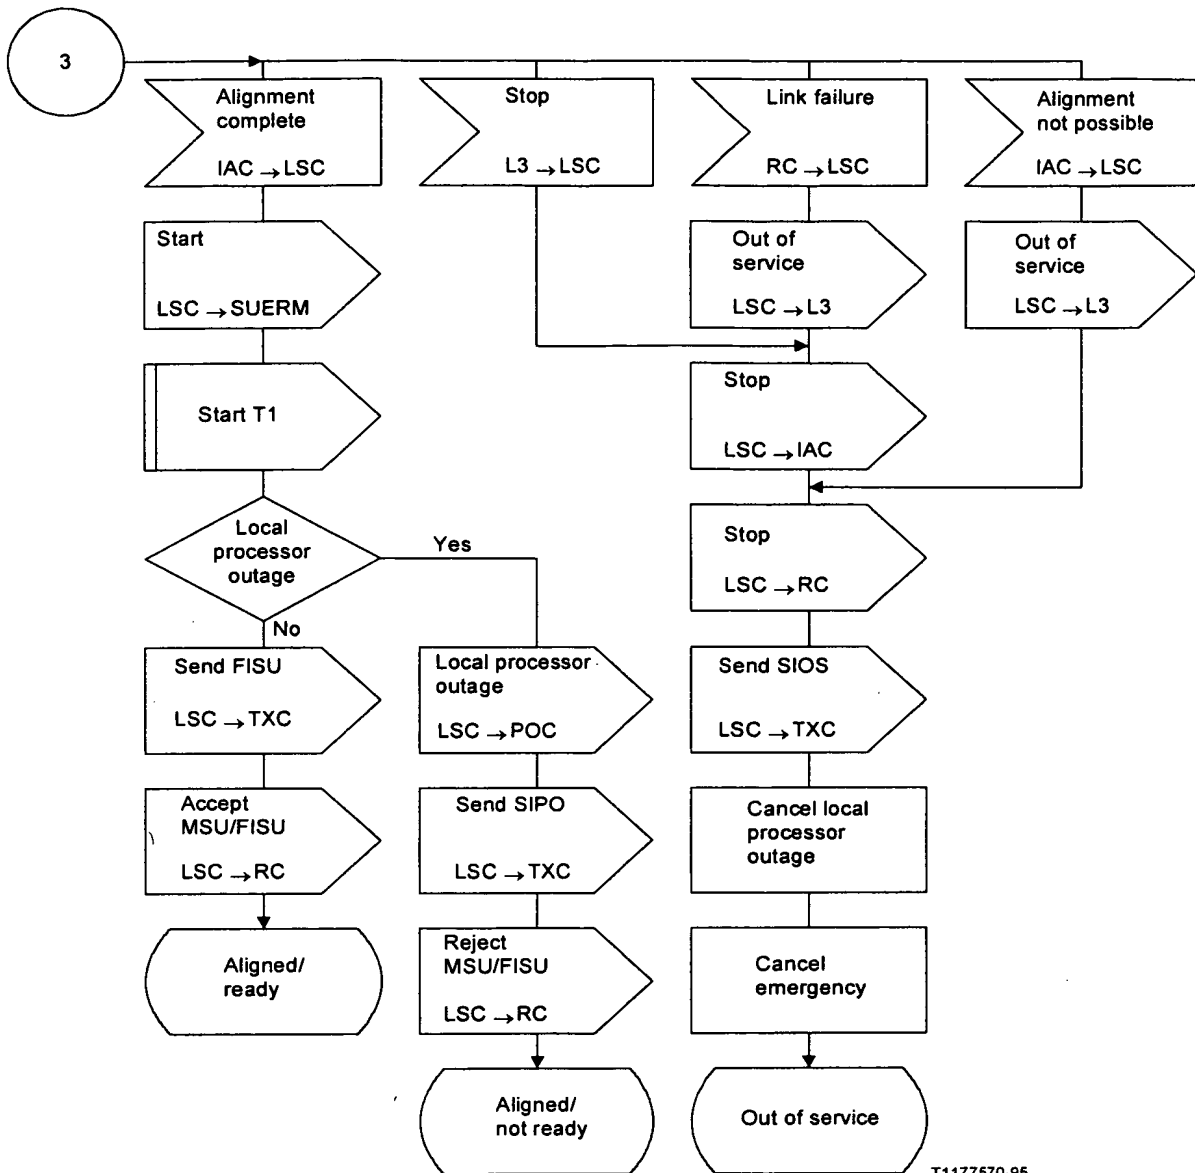 3
Alignment
complete
IAC → LSC
Stop
L3 → LSC
Link failure
RC → LSC
Alignment
not possible
IAC → LSC
Start
LSC → SUERM
Out of
service
LSC → L3
Out of
service
LSC → L3
Start T1
Stop
LSC → IAC
Local
processor
outage
Yes
No
Stop
LSC → RC
Send FISU
LSC → TXC
Local processor
outage
LSC → POC
Send SIOS
LSC → TXC
Accept
MSU/FISU
LSC → RC
Send SIPO
LSC → TXC
Cancel local
processor
outage
Aligned/
ready
Reject
MSU/FISU
LSC → RC
Cancel
emergency
Aligned/
not ready
Out of service
T1177570-95